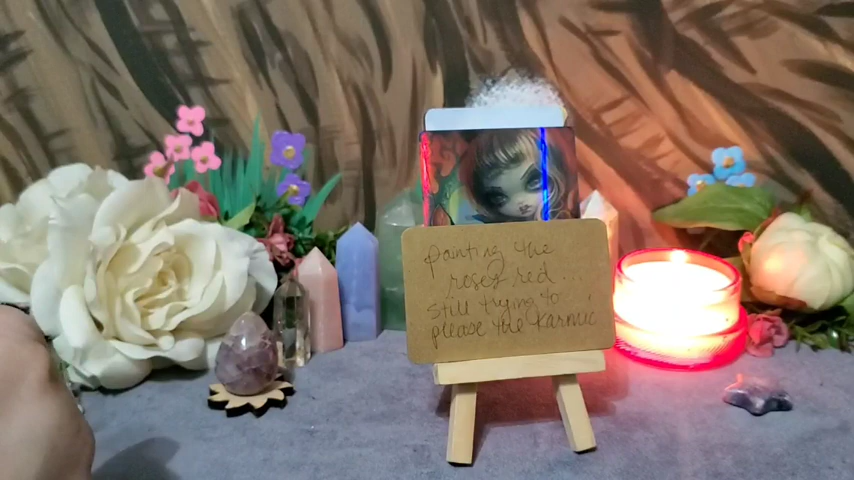 painting the
roses red...
still trying to
please the Karmic